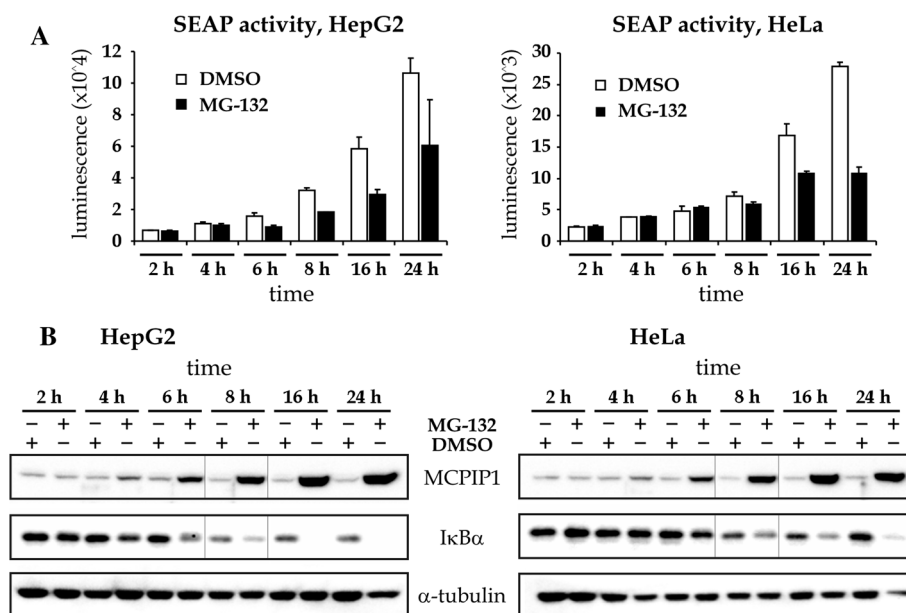 A
SEAP activity, HepG2
luminescence (x10^4)
12
10
8
6
4
2
0
DMSO
MG-132
2 h 4 h 6 h 8 h 16 h 24 h
time
SEAP activity, HeLa
luminescence (x10^3)
30
25
20
15
10
5
0
DMSO
MG-132
2 h 4 h 6 h 8 h 16 h 24 h
time
B
HepG2
time
2 h 4 h 6 h 8 h 16 h 24 h
− + − + − + − + − + − +
+ − + − + − + − + − + −
MG-132
DMSO
MCPIP1
IκBα
α-tubulin
HeLa
time
2 h 4 h 6 h 8 h 16 h 24 h
− + − + − + − + − + − +
+ − + − + − + − + − + −